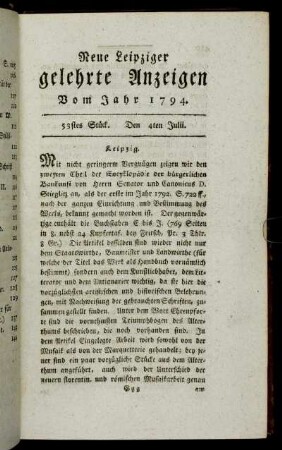 Neue Leipziger
gelehrte Anzeigen
Vom Jahr 1794.
53stes Stück. Den 4ten Julii.
Leipzig.
Mit nicht geringerm Vergnügen zeigen wir den
zweyten Theil der Encyklopädie der bürgerlichen
Baukunst von Herrn Senator und Canonicus D.
Stieglitz an, als der erste im Jahr 1792. S. 720 ff.
nach der ganzen Einrichtung und Bestimmung des
Werks, bekannt gemacht worden ist. Der gegenwär-
tige enthält die Buchstaben E bis J. (769 Seiten
in 8. nebst 24 Kupfertaf. bey Fritsch. Pr. 3 Thlr.
8 Gr.) Die Artikel desselben sind wieder nicht nur
dem Staatswirthe, Baumeister und Landwirthe (für
welche der Titel das Werk als Handbuch vornämlich
bestimmt) sondern auch dem Kunstliebhaber, dem Lit-
terator und dem Antiquarier wichtig, da sie hier die
vorzüglichsten artistischen und historischen Belehrun-
gen, mit Nachweisung der gebrauchten Schriften, zu-
sammen gestellt finden. Unter dem Wort Ehrenpfor-
te sind die vornehmsten Triumphbögen des Alter-
thums beschrieben, die noch vorhanden sind. In
dem Artikel Eingelegte Arbeit wird sowohl von der
Musaik als von der Marqueterie gehandelt; bey je-
ner sind ein paar vorzügliche Stücke aus dem Alter-
thum angeführt, auch wird der Unterschied der
neuern florentin. und römischen Musaikarbeit genau
Ggg